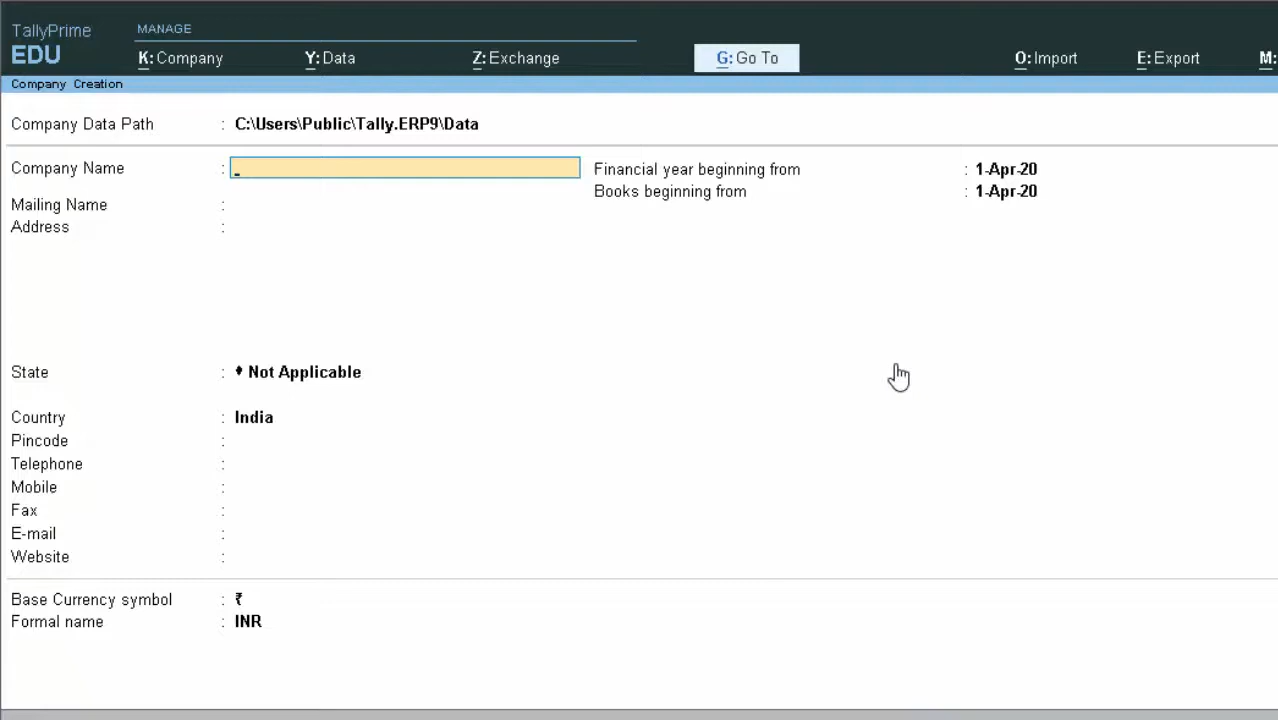 TallyPrime MANAGE
EDU K: Company Y: Data Z: Exchange G: Go To O: Import E: Export M:
Company Creation
Company Data Path : C:\Users\Public\Tally.ERP9\Data
Company Name : Financial year beginning from : 1-Apr-20
Books beginning from : 1-Apr-20
Mailing Name :
Address :
State : ♦ Not Applicable
Country : India
Pincode :
Telephone :
Mobile :
Fax :
E-mail :
Website :
Base Currency symbol : ₹
Formal name : INR